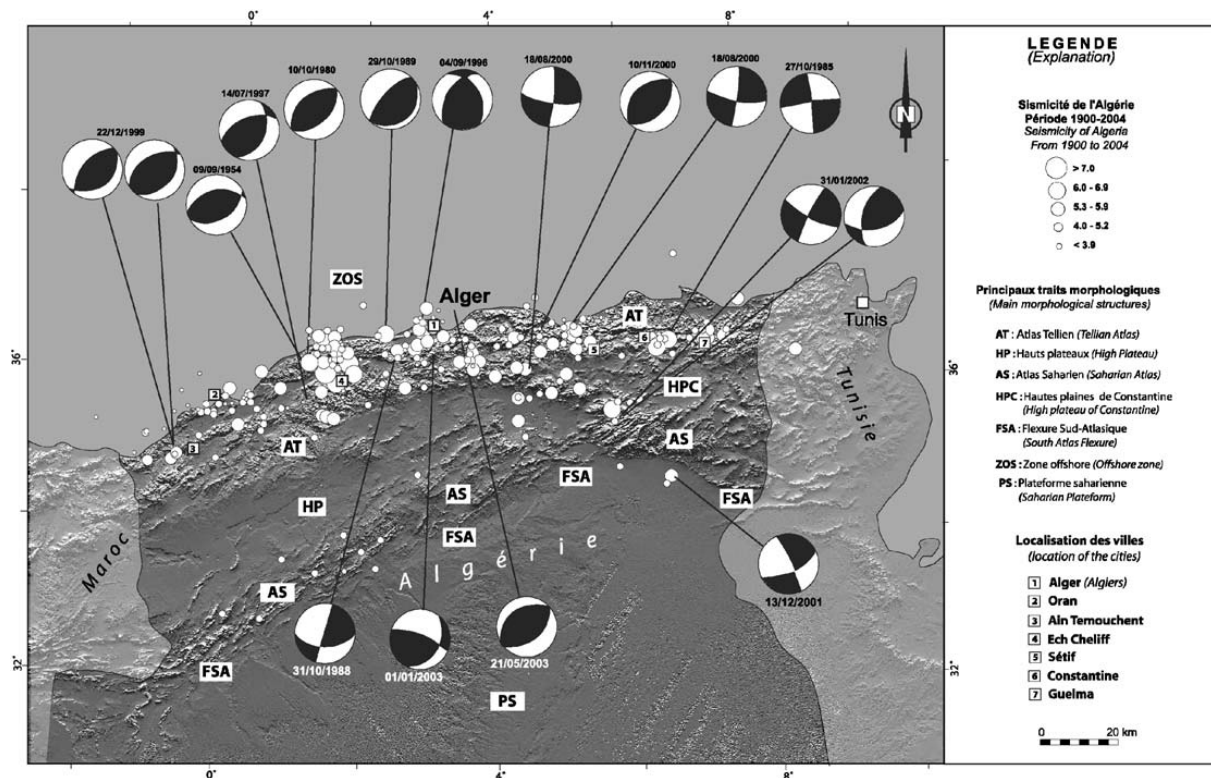 0°
4°
8°
10/10/1980
29/10/1989
04/09/1996
18/08/2000
10/11/2000
18/08/2000
27/10/1985
14/07/1997
22/12/1999
09/09/1954
31/01/2002
N
ZOS
Alger
1
AT
Tunis
36°
36°
2
3
4
5
6
7
HPC
Tunisie
AT
AS
FSA
FSA
HP
AS
FSA
Maroc
Algérie
AS
13/12/2001
31/10/1988
01/01/2003
21/05/2003
32°
32°
FSA
PS
0°
4°
8°
LEGENDE
(Explanation)
Sismicité de l'Algérie
Période 1900-2004
Seismicity of Algeria
From 1900 to 2004
> 7.0
6.0 - 6.9
5.3 - 5.9
4.0 - 5.2
< 3.9
Principaux traits morphologiques
(Main morphological structures)
AT : Atlas Tellien (Tellian Atlas)
HP : Hauts plateaux (High Plateau)
AS : Atlas Saharien (Saharan Atlas)
HPC : Hautes plaines de Constantine
(High plateau of Constantine)
FSA : Flexure Sud-Atlasique
(South Atlas Flexure)
ZOS : Zone offshore (Offshore zone)
PS : Plateforme saharienne
(Saharian Plateform)
Localisation des villes
(location of the cities)
1 Alger (Algiers)
2 Oran
3 Ain Temouchent
4 Ech Cheliff
5 Sétif
6 Constantine
7 Guelma
0 20 km